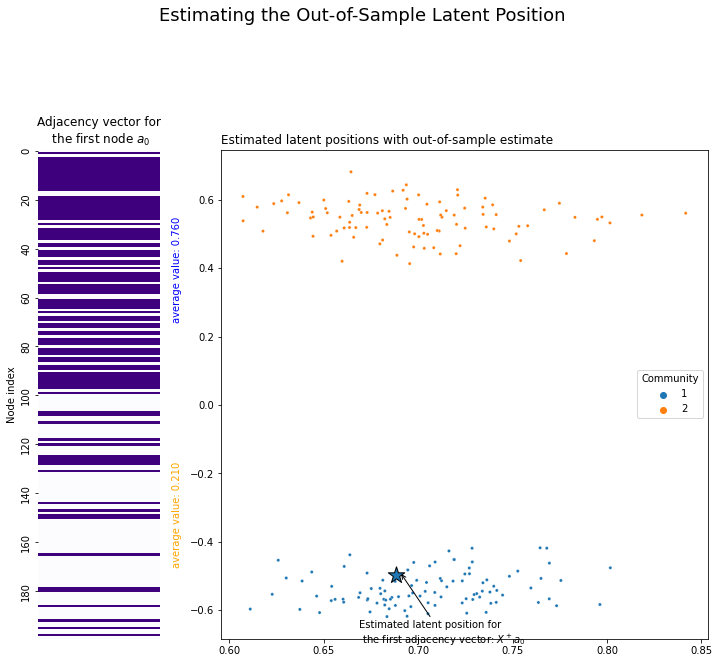 Estimating the Out-of-Sample Latent Position
Adjacency vector for
the first node a₀
Node index
0
20
40
60
80
100
120
140
160
180
average value: 0.760
average value: 0.210
Estimated latent positions with out-of-sample estimate
0.6
0.4
0.2
0.0
−0.2
−0.4
−0.6
0.60
0.65
0.70
0.75
0.80
0.85
Community
1
2
Estimated latent position for
the first adjacency vector: X⁺a₀